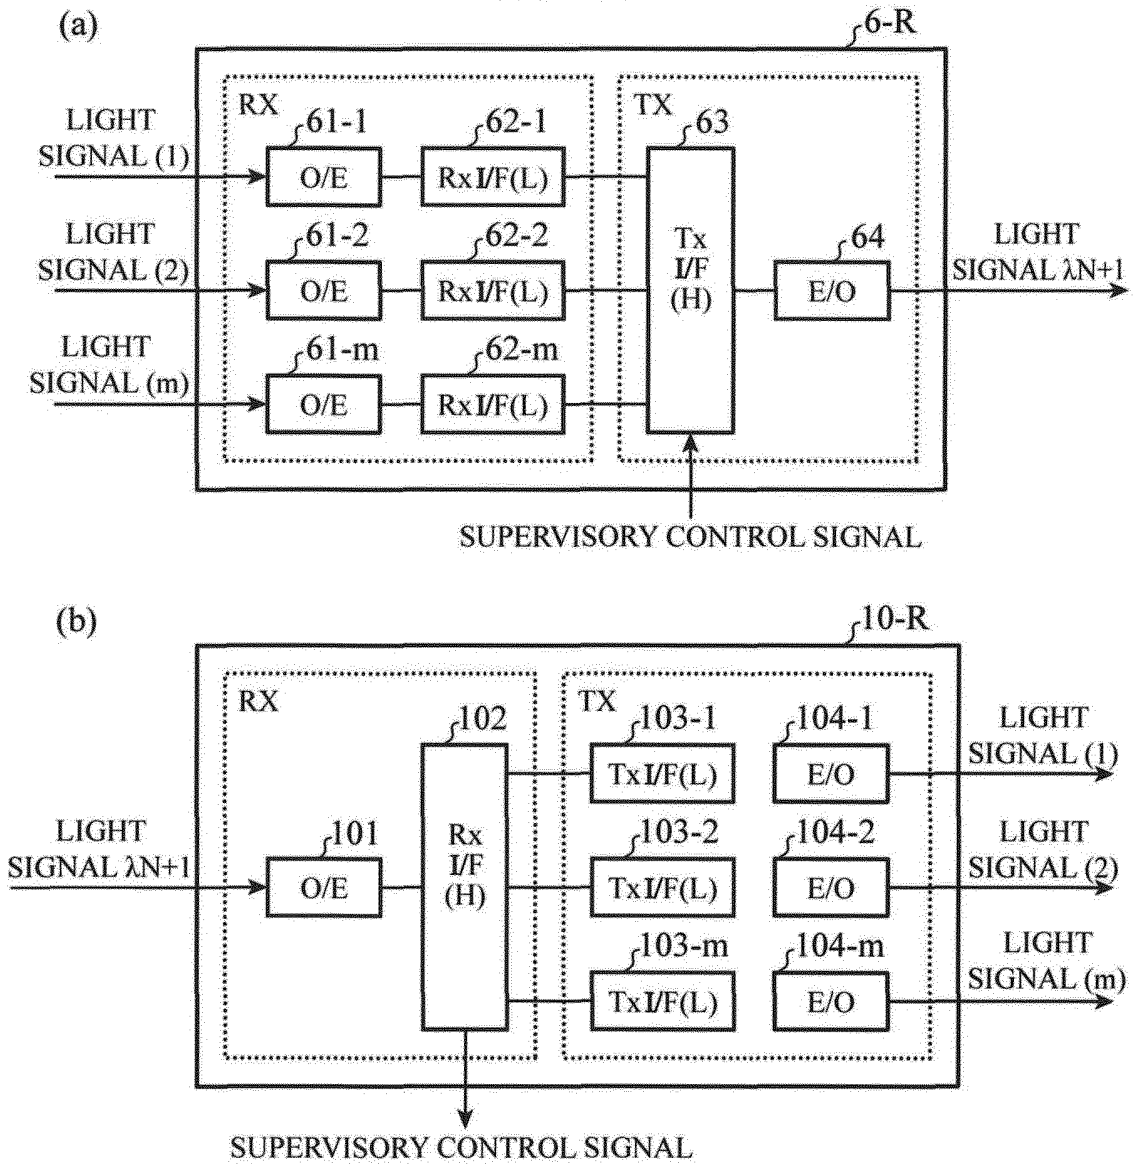 (a)
6-R
RX
TX
LIGHT
SIGNAL (1)
61-1
O/E
62-1
Rx I/F(L)
63
Tx
I/F
(H)
LIGHT
SIGNAL (2)
61-2
O/E
62-2
Rx I/F(L)
64
E/O
LIGHT
SIGNAL λN+1
LIGHT
SIGNAL (m)
61-m
O/E
62-m
Rx I/F(L)
SUPERVISORY CONTROL SIGNAL
(b)
10-R
RX
TX
LIGHT
SIGNAL λN+1
101
O/E
102
Rx
I/F
(H)
103-1
Tx I/F(L)
104-1
E/O
LIGHT
SIGNAL (1)
103-2
Tx I/F(L)
104-2
E/O
LIGHT
SIGNAL (2)
103-m
Tx I/F(L)
104-m
E/O
LIGHT
SIGNAL (m)
SUPERVISORY CONTROL SIGNAL